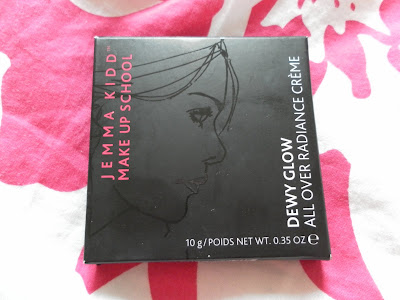 JEMMA KIDD™
MAKE UP SCHOOL
DEWY GLOW
ALL OVER RADIANCE CRÈME
10 g / POIDS NET WT. 0.35 OZ ℮